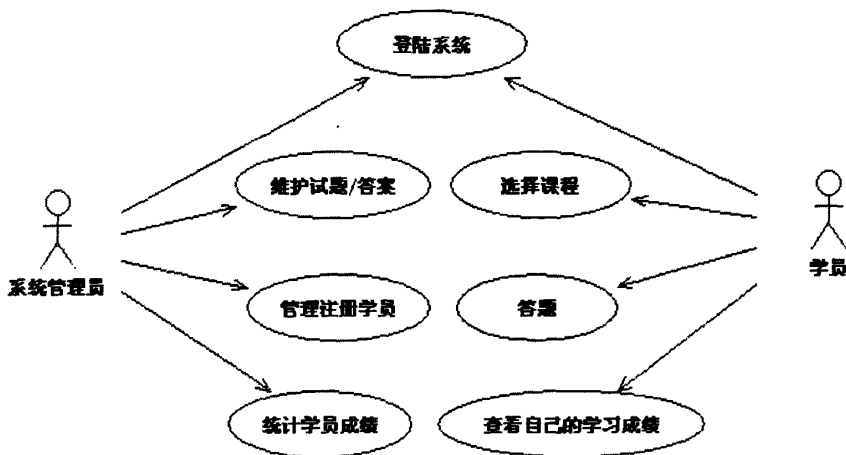 登陆系统
维护试题/答案
选择课程
系统管理员
学员
管理注册学员
答题
统计学员成绩
查看自己的学习成绩